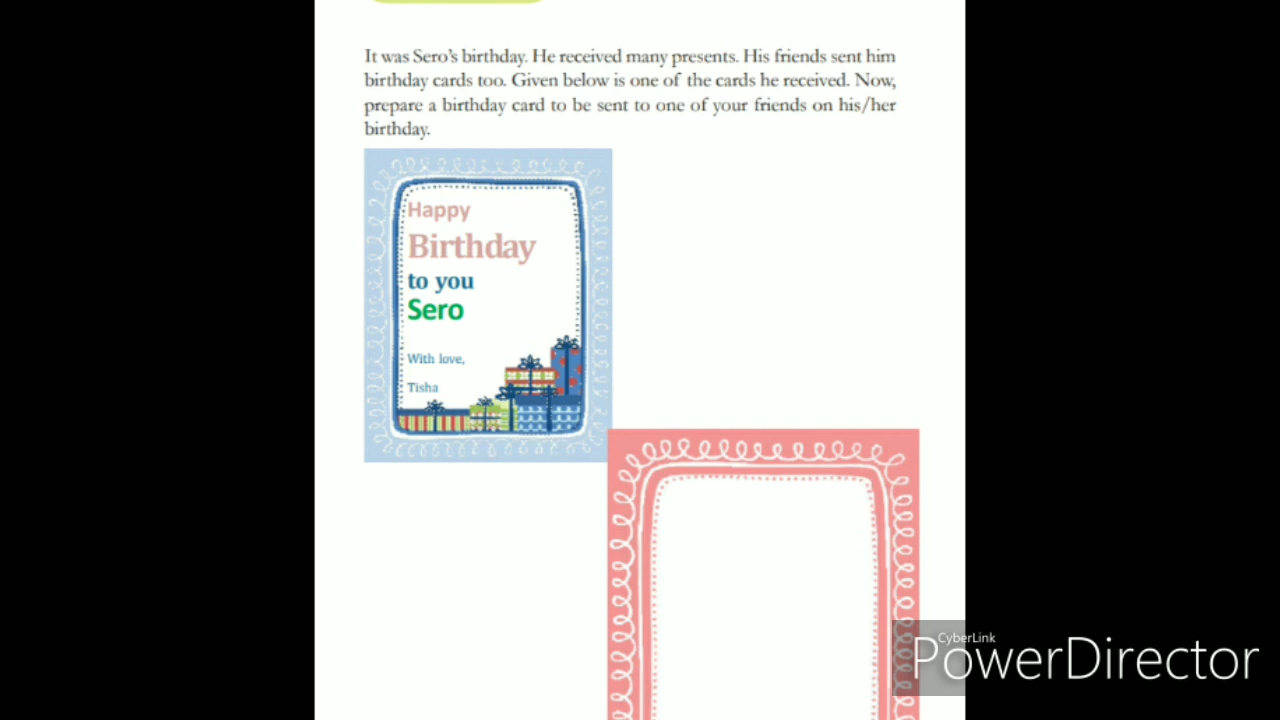 It was Sero's birthday. He received many presents. His friends sent him
birthday cards too. Given below is one of the cards he received. Now,
prepare a birthday card to be sent to one of your friends on his/her
birthday.
Happy
Birthday
to you
Sero
With love,
Tisha
CyberLink
PowerDirector